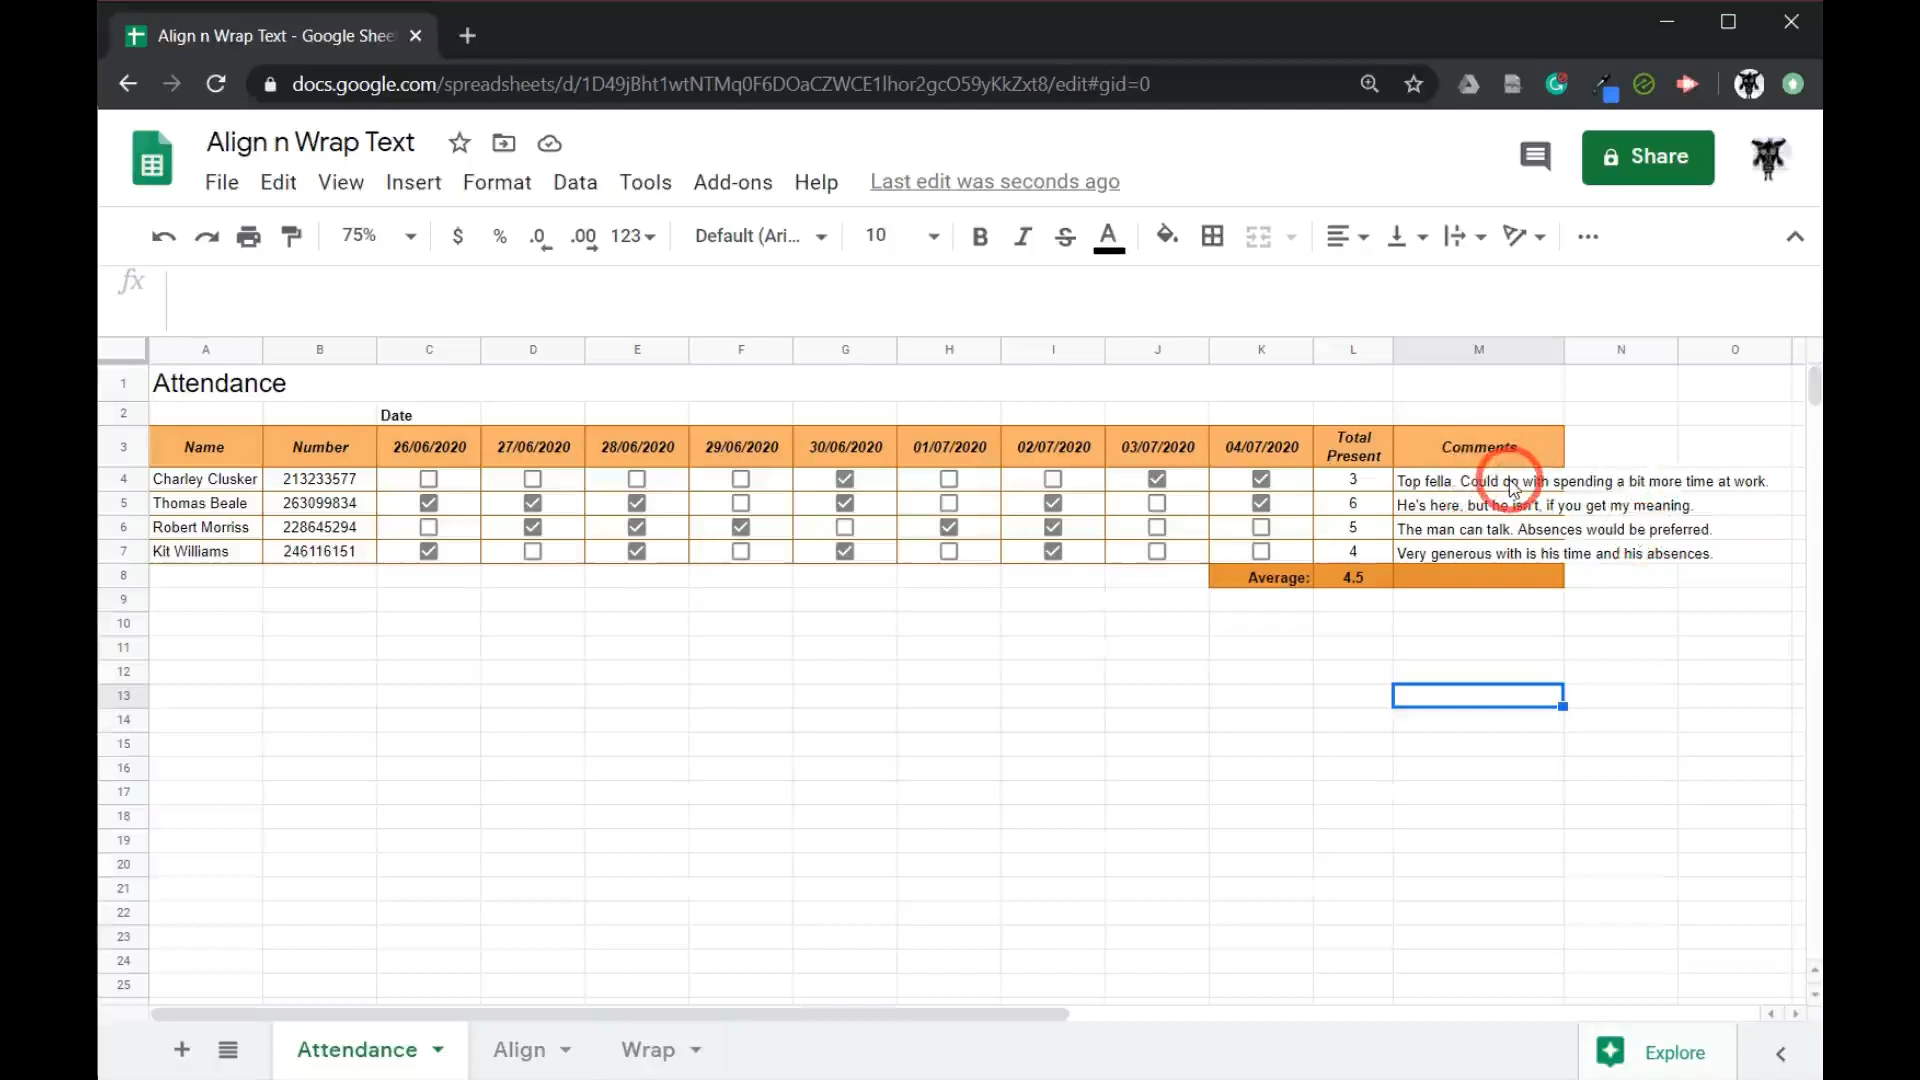 Align n Wrap Text - Google Shee
docs.google.com/spreadsheets/d/1D49jBht1wtNTMq0F6DOaCZWCE1lhor2gcO59yKkZxt8/edit#gid=0
Align n Wrap Text
Share
File Edit View Insert Format Data Tools Add-ons Help Last edit was seconds ago
75% $ % .0 .00 123 Default (Ari... 10 B I S A
fx
A B C D E F G H I J K L M N O
1 Attendance
2 Date
3 Name Number 26/06/2020 27/06/2020 28/06/2020 29/06/2020 30/06/2020 01/07/2020 02/07/2020 03/07/2020 04/07/2020 Total Present Comments
4 Charley Clusker 213233577 3 Top fella. Could do with spending a bit more time at work.
5 Thomas Beale 263099834 6 He's here, but he isn't, if you get my meaning.
6 Robert Morriss 228645294 5 The man can talk. Absences would be preferred.
7 Kit Williams 246116151 4 Very generous with is his time and his absences.
8 Average: 4.5
9
10
11
12
13
14
15
16
17
18
19
20
21
22
23
24
25
Attendance Align Wrap Explore